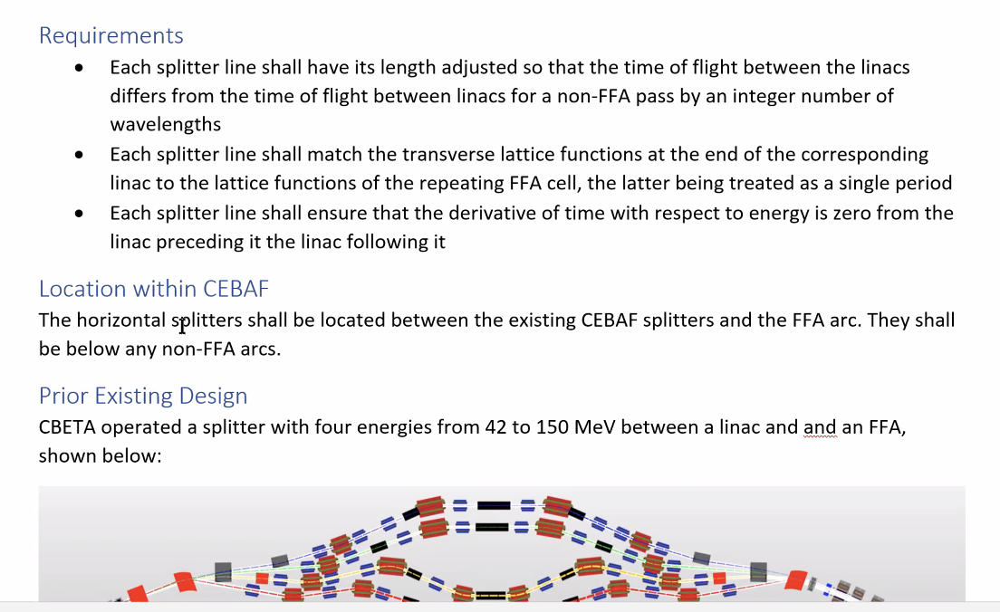 Requirements
• Each splitter line shall have its length adjusted so that the time of flight between the linacs
differs from the time of flight between linacs for a non-FFA pass by an integer number of
wavelengths
• Each splitter line shall match the transverse lattice functions at the end of the corresponding
linac to the lattice functions of the repeating FFA cell, the latter being treated as a single period
• Each splitter line shall ensure that the derivative of time with respect to energy is zero from the
linac preceding it the linac following it
Location within CEBAF
The horizontal splitters shall be located between the existing CEBAF splitters and the FFA arc. They shall
be below any non-FFA arcs.
Prior Existing Design
CBETA operated a splitter with four energies from 42 to 150 MeV between a linac and and an FFA,
shown below: